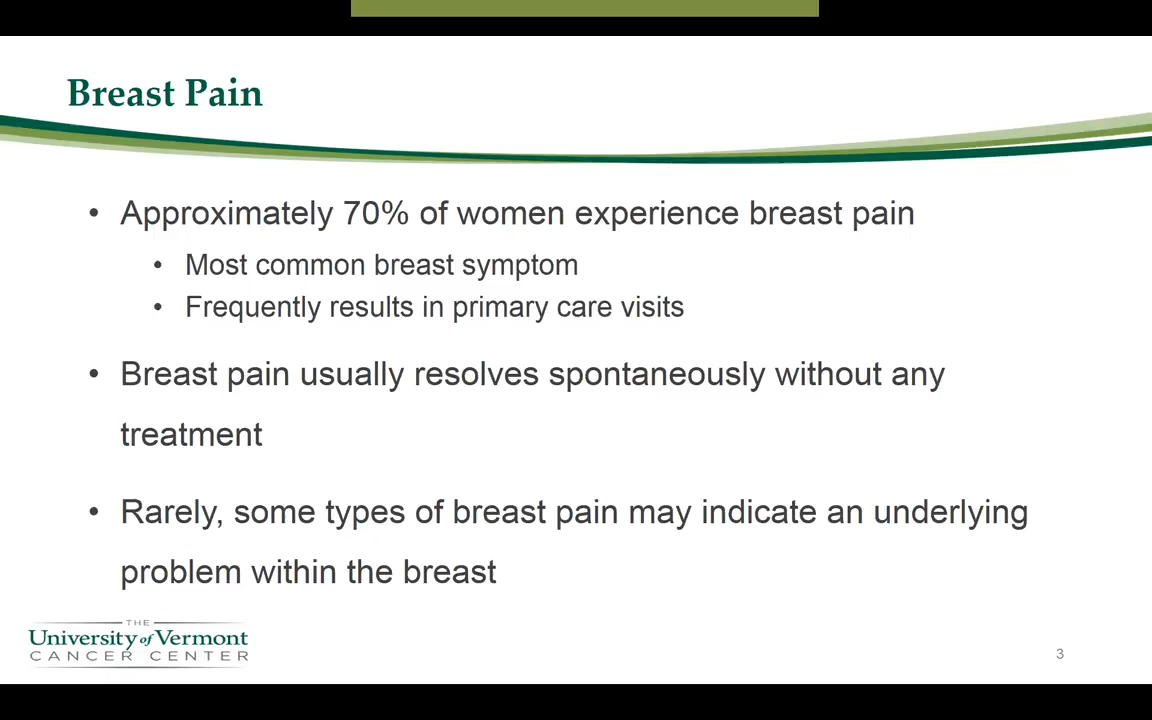 Breast Pain
• Approximately 70% of women experience breast pain
• Most common breast symptom
• Frequently results in primary care visits
• Breast pain usually resolves spontaneously without any
treatment
• Rarely, some types of breast pain may indicate an underlying
problem within the breast
THE
University of Vermont
CANCER CENTER
3